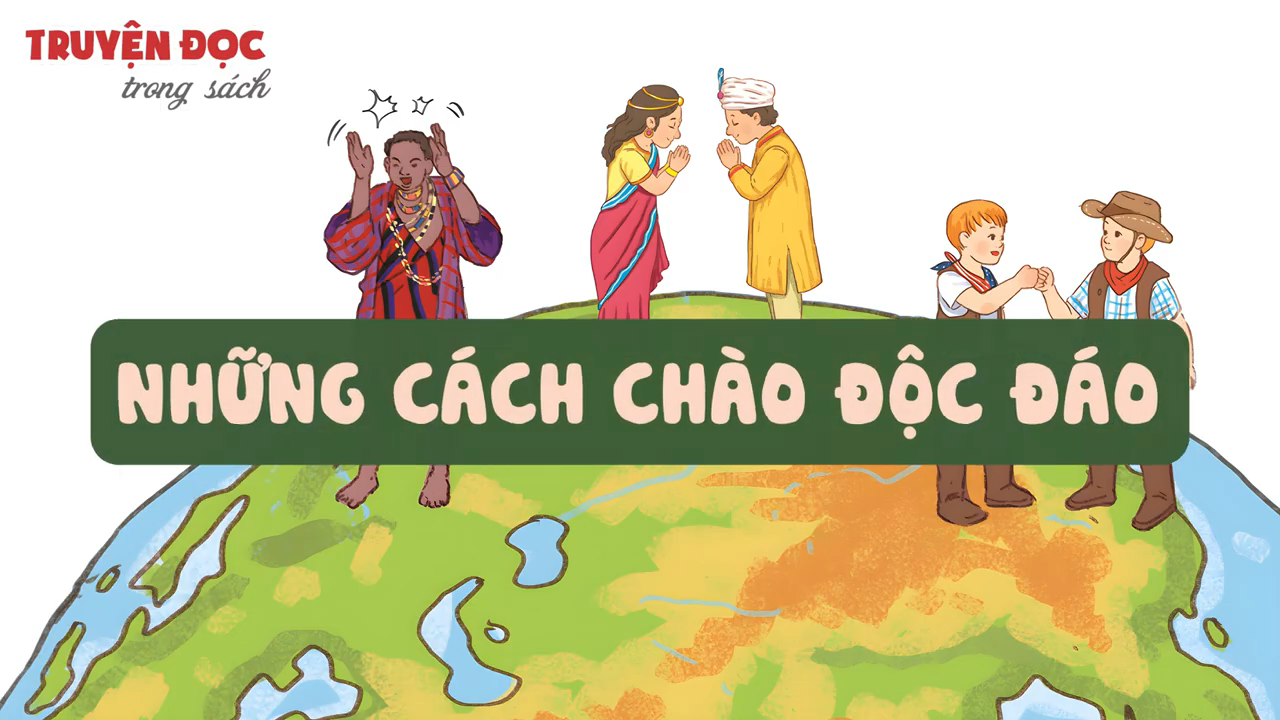 TRUYỆN ĐỌC
trong sách
NHỮNG CÁCH CHÀO ĐỘC ĐÁO